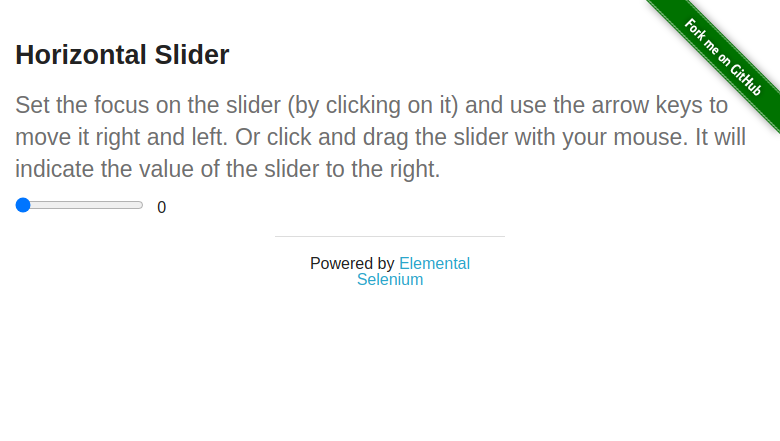 Fork me on GitHub
Horizontal Slider
Set the focus on the slider (by clicking on it) and use the arrow keys to
move it right and left. Or click and drag the slider with your mouse. It will
indicate the value of the slider to the right.
0
Powered by Elemental
Selenium